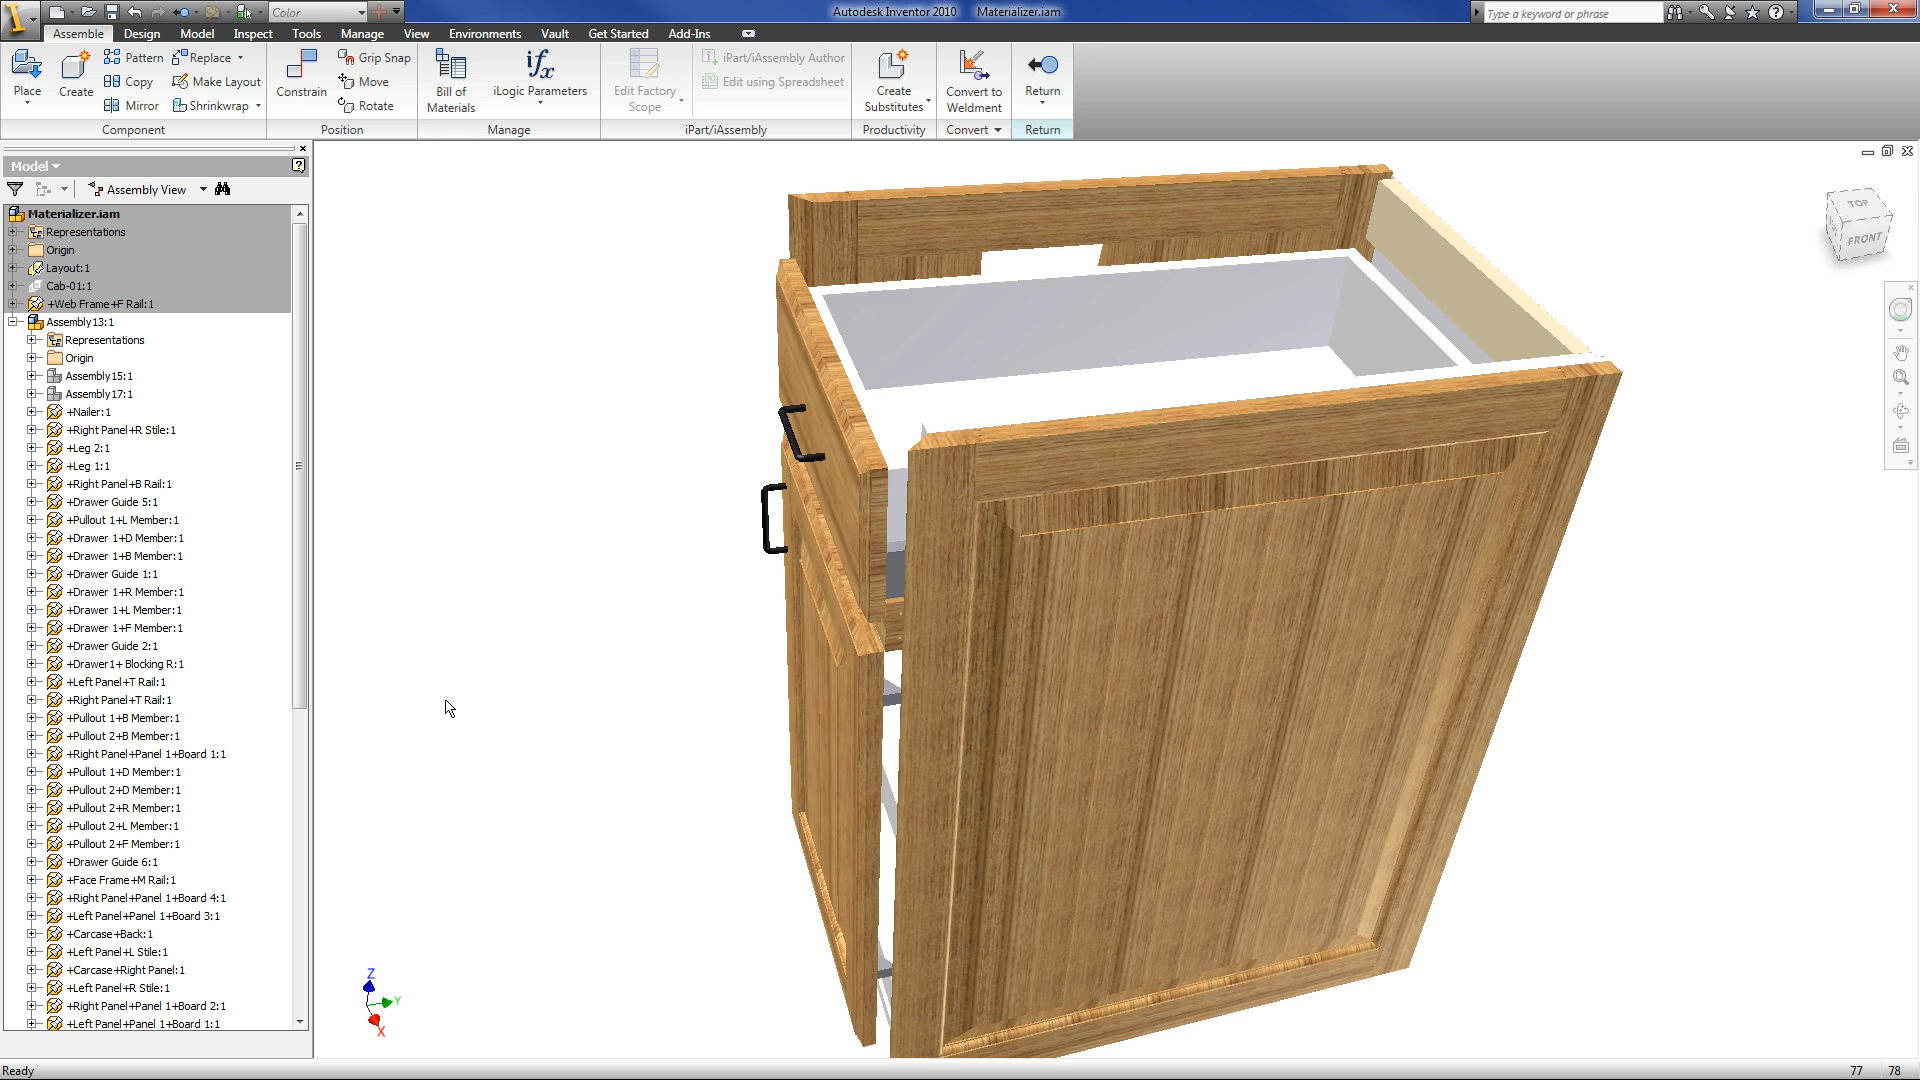 Color
Autodesk Inventor 2010 Materializer.iam
Type a keyword or phrase
Assemble Design Model Inspect Tools Manage View Environments Vault Get Started Add-Ins
Place
Create
Pattern
Copy
Mirror
Replace
Make Layout
Shrinkwrap
Component
Constrain
Grip Snap
Move
Rotate
Position
Bill of
Materials
iLogic Parameters
Manage
Edit Factory
Scope
iPart/iAssembly Author
Edit using Spreadsheet
iPart/iAssembly
Create
Substitutes
Productivity
Convert to
Weldment
Convert
Return
Return
Model
Assembly View
Materializer.iam
Representations
Origin
Layout:1
Cab-01:1
+Web Frame+F Rail:1
Assembly13:1
Representations
Origin
Assembly15:1
Assembly17:1
+Nailer:1
+Right Panel+R Stile:1
+Leg 2:1
+Leg 1:1
+Right Panel+B Rail:1
+Drawer Guide 5:1
+Pullout 1+L Member:1
+Drawer 1+D Member:1
+Drawer 1+B Member:1
+Drawer Guide 1:1
+Drawer 1+R Member:1
+Drawer 1+L Member:1
+Drawer 1+F Member:1
+Drawer Guide 2:1
+Drawer1+ Blocking R:1
+Left Panel+T Rail:1
+Right Panel+T Rail:1
+Pullout 1+B Member:1
+Pullout 2+B Member:1
+Right Panel+Panel 1+Board 1:1
+Pullout 1+D Member:1
+Pullout 2+D Member:1
+Pullout 2+R Member:1
+Pullout 2+L Member:1
+Pullout 2+F Member:1
+Drawer Guide 6:1
+Face Frame+M Rail:1
+Right Panel+Panel 1+Board 4:1
+Left Panel+Panel 1+Board 3:1
+Carcase+Back:1
+Left Panel+L Stile:1
+Carcase+Right Panel:1
+Left Panel+R Stile:1
+Right Panel+Panel 1+Board 2:1
+Left Panel+Panel 1+Board 1:1
TOP
FRONT
Z
Y
X
Ready
77 78